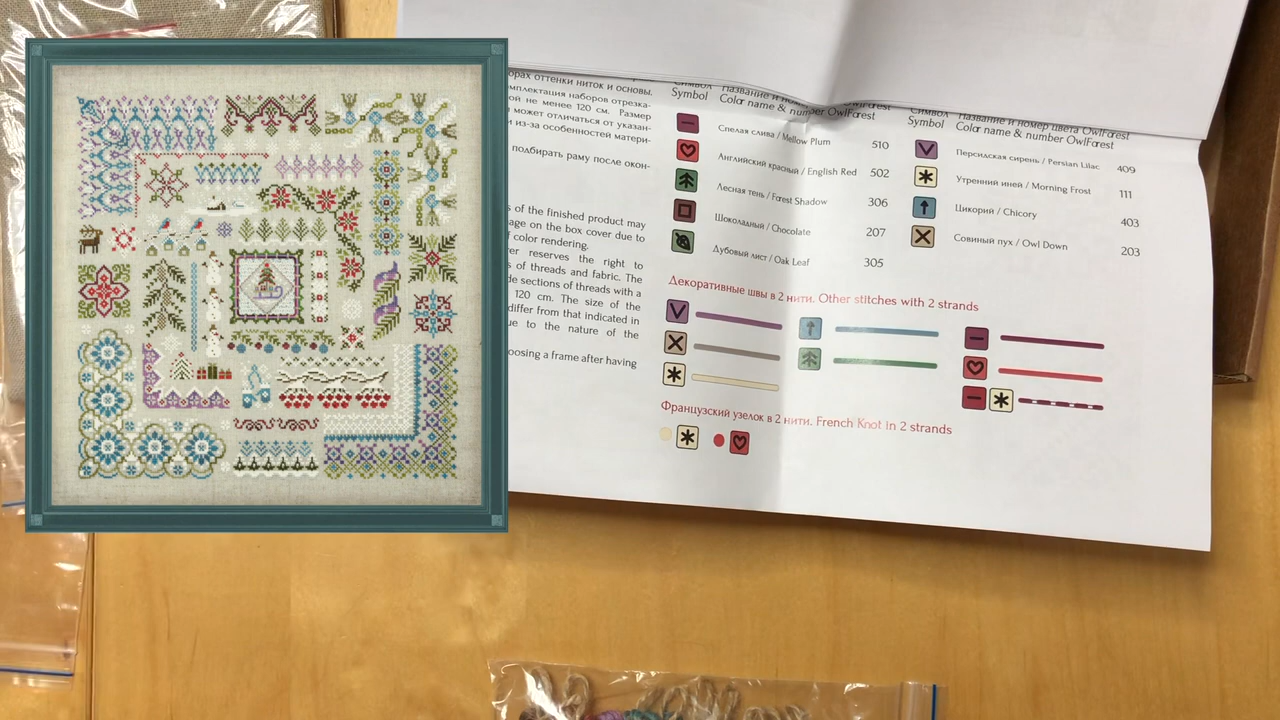 орах оттенки ниток и основы.
мплектация наборов отрезка-
ой не менее 120 см. Размер
может отличаться от указан-
и из-за особенностей матери-
подбирать раму после окон-
s of the finished product may
age on the box cover due to
f color rendering.
er reserves the right to
s of threads and fabric. The
de sections of threads with a
120 cm. The size of the
differ from that indicated in
ue to the nature of the
oosing a frame after having
Символ
Symbol
Название и номер
Color name & number OwlForest
Спелая слива / Mellow Plum 510
Английский красный / English Red 502
Лесная тень / Forest Shadow 306
Шоколадный / Chocolate 207
Дубовый лист / Oak Leaf 305
Символ
Symbol
Название и номер цвета OwlForest
Color name & number OwlForest
Персидская сирень / Persian Lilac 409
Утренний иней / Morning Frost 111
Цикорий / Chicory 403
Совиный пух / Owl Down 203
Декоративные швы в 2 нити. Other stitches with 2 strands
Французский узелок в 2 нити. French Knot in 2 strands